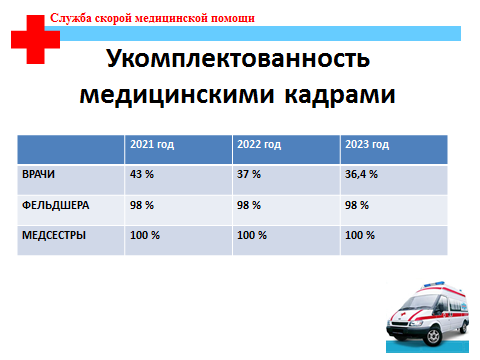 Служба скорой медицинской помощи
Укомплектованность
медицинскими кадрами
2021 год 2022 год 2023 год
ВРАЧИ 43 % 37 % 36,4 %
ФЕЛЬДШЕРА 98 % 98 % 98 %
МЕДСЕСТРЫ 100 % 100 % 100 %